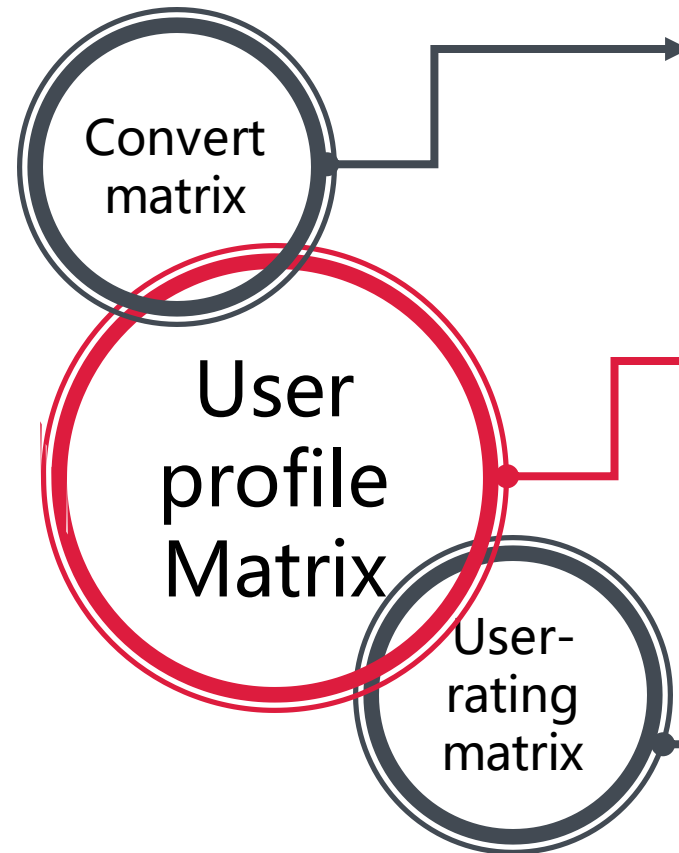 Convert
matrix
User
profile
Matrix
User-
rating
matrix